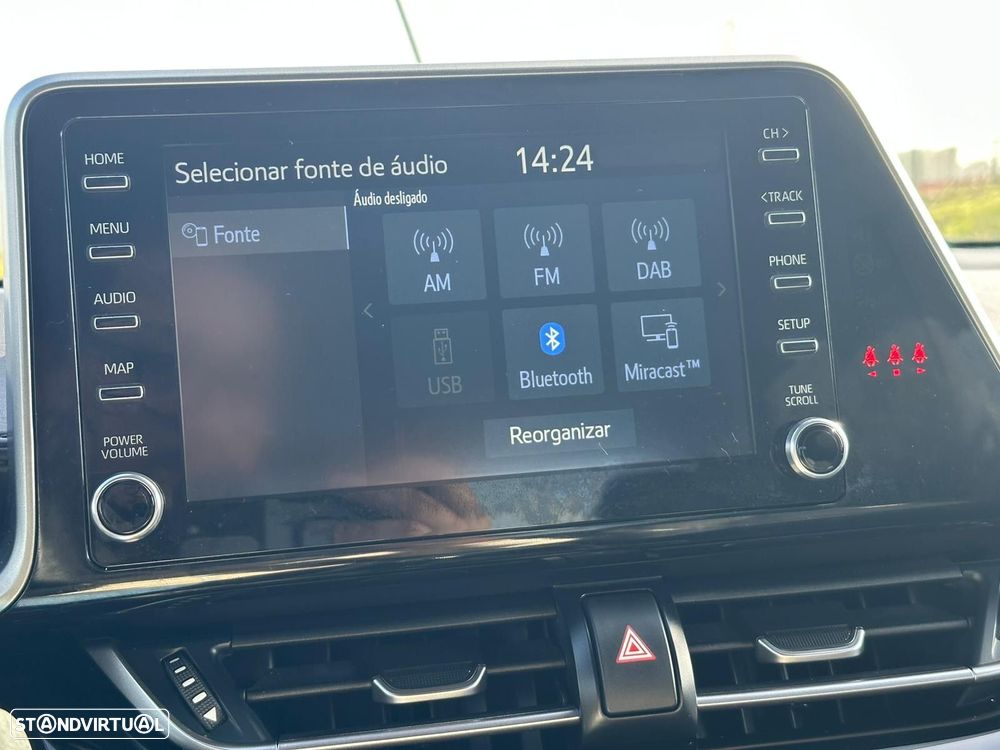 HOME
MENU
AUDIO
MAP
POWER
VOLUME
Selecionar fonte de áudio
14:24
Áudio desligado
Fonte
AM
FM
DAB
USB
Bluetooth
Miracast™
Reorganizar
CH >
< TRACK
PHONE
SETUP
TUNE
SCROLL
STANDVIRTUAL